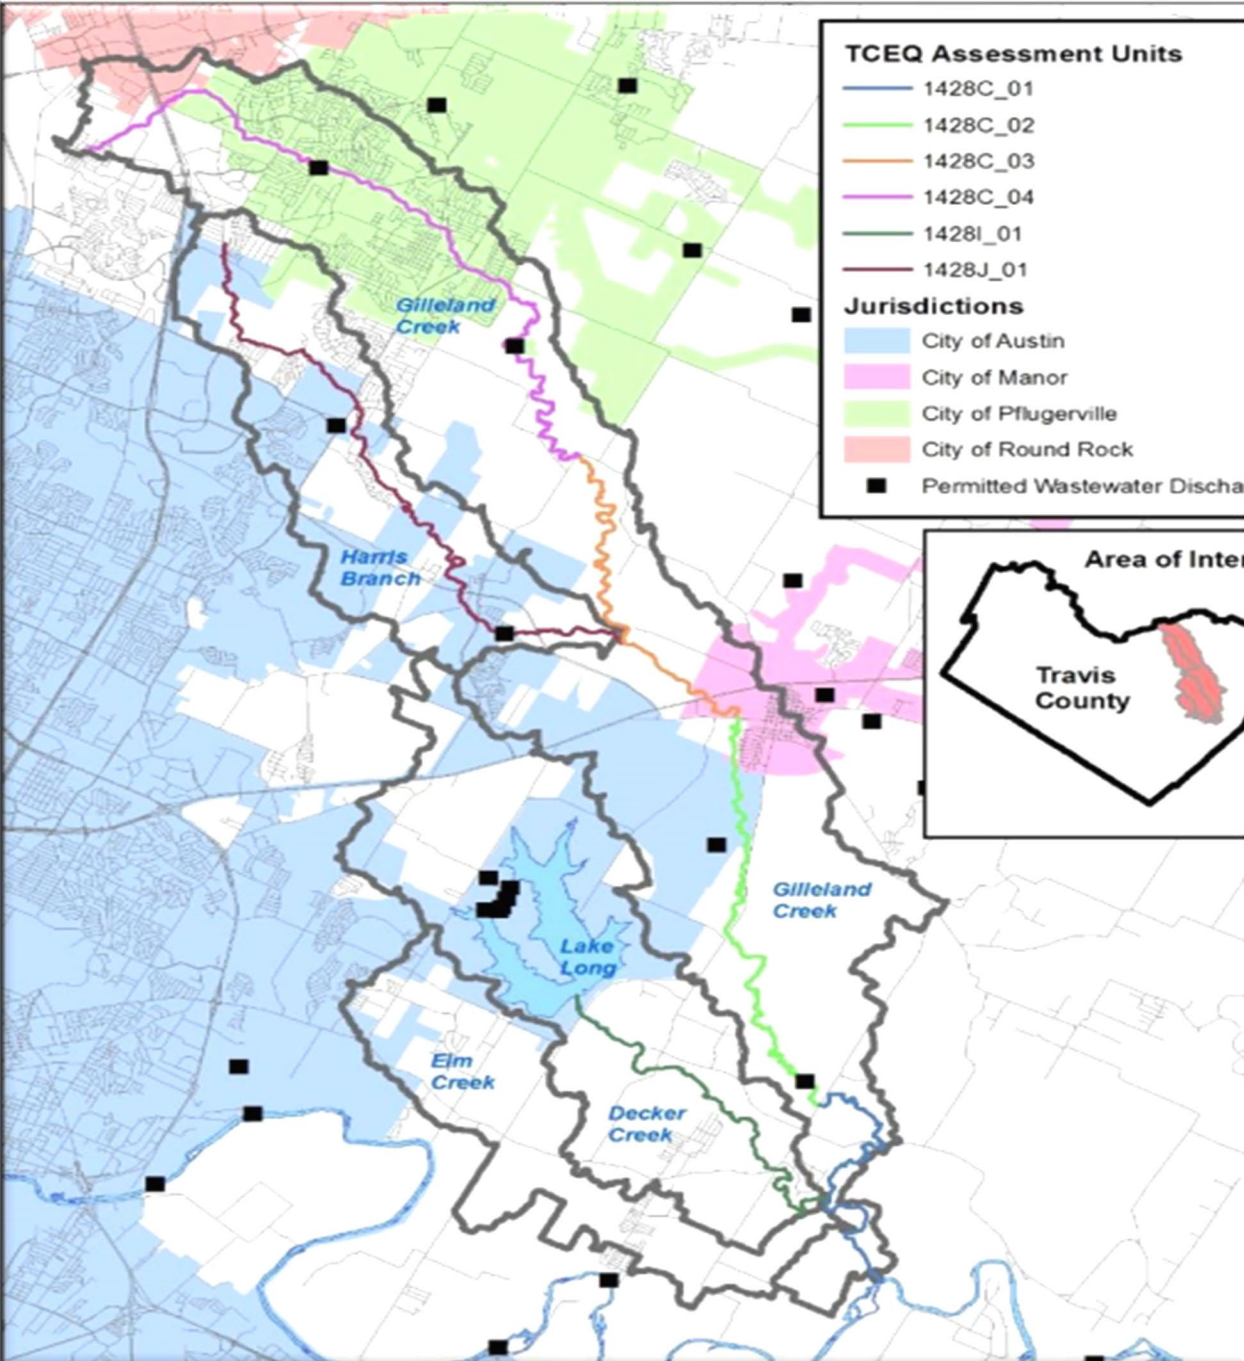 TCEQ Assessment Units
1428C_01
1428C_02
1428C_03
1428C_04
1428I_01
1428J_01
Jurisdictions
City of Austin
City of Manor
City of Pflugerville
City of Round Rock
Permitted Wastewater Discha
Gilleland
Creek
Harris
Branch
Area of Inter
Travis
County
Gilleland
Creek
Lake
Long
Elm
Creek
Decker
Creek